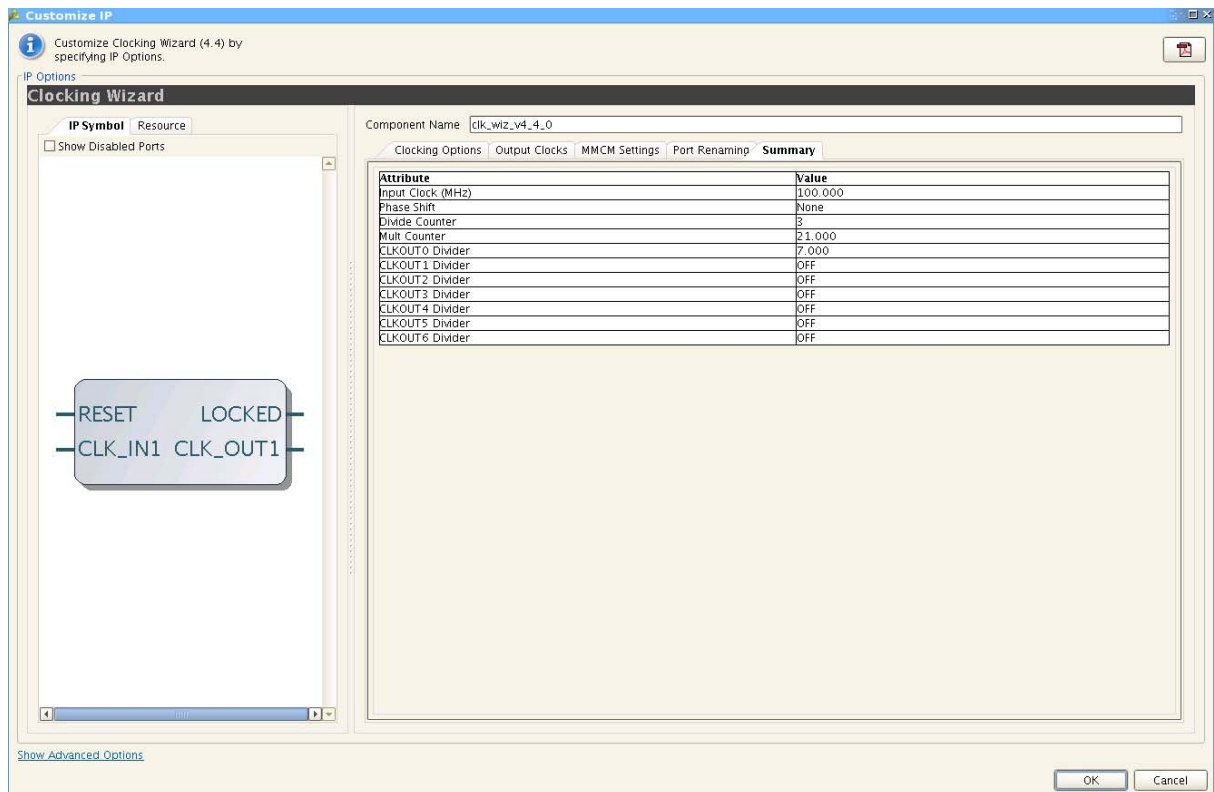 Customize IP
Customize Clocking Wizard (4.4) by
specifying IP Options.
IP Options
Clocking Wizard
IP Symbol Resource
Show Disabled Ports
RESET LOCKED
CLK_IN1 CLK_OUT1
Component Name clk_wiz_v4_4_0
Clocking Options Output Clocks MMCM Settings Port Renaming Summary
Attribute Value
Input Clock (MHz) 100.000
Phase Shift None
Divide Counter 3
Mult Counter 21.000
CLKOUT0 Divider 7.000
CLKOUT1 Divider OFF
CLKOUT2 Divider OFF
CLKOUT3 Divider OFF
CLKOUT4 Divider OFF
CLKOUT5 Divider OFF
CLKOUT6 Divider OFF
Show Advanced Options
OK Cancel